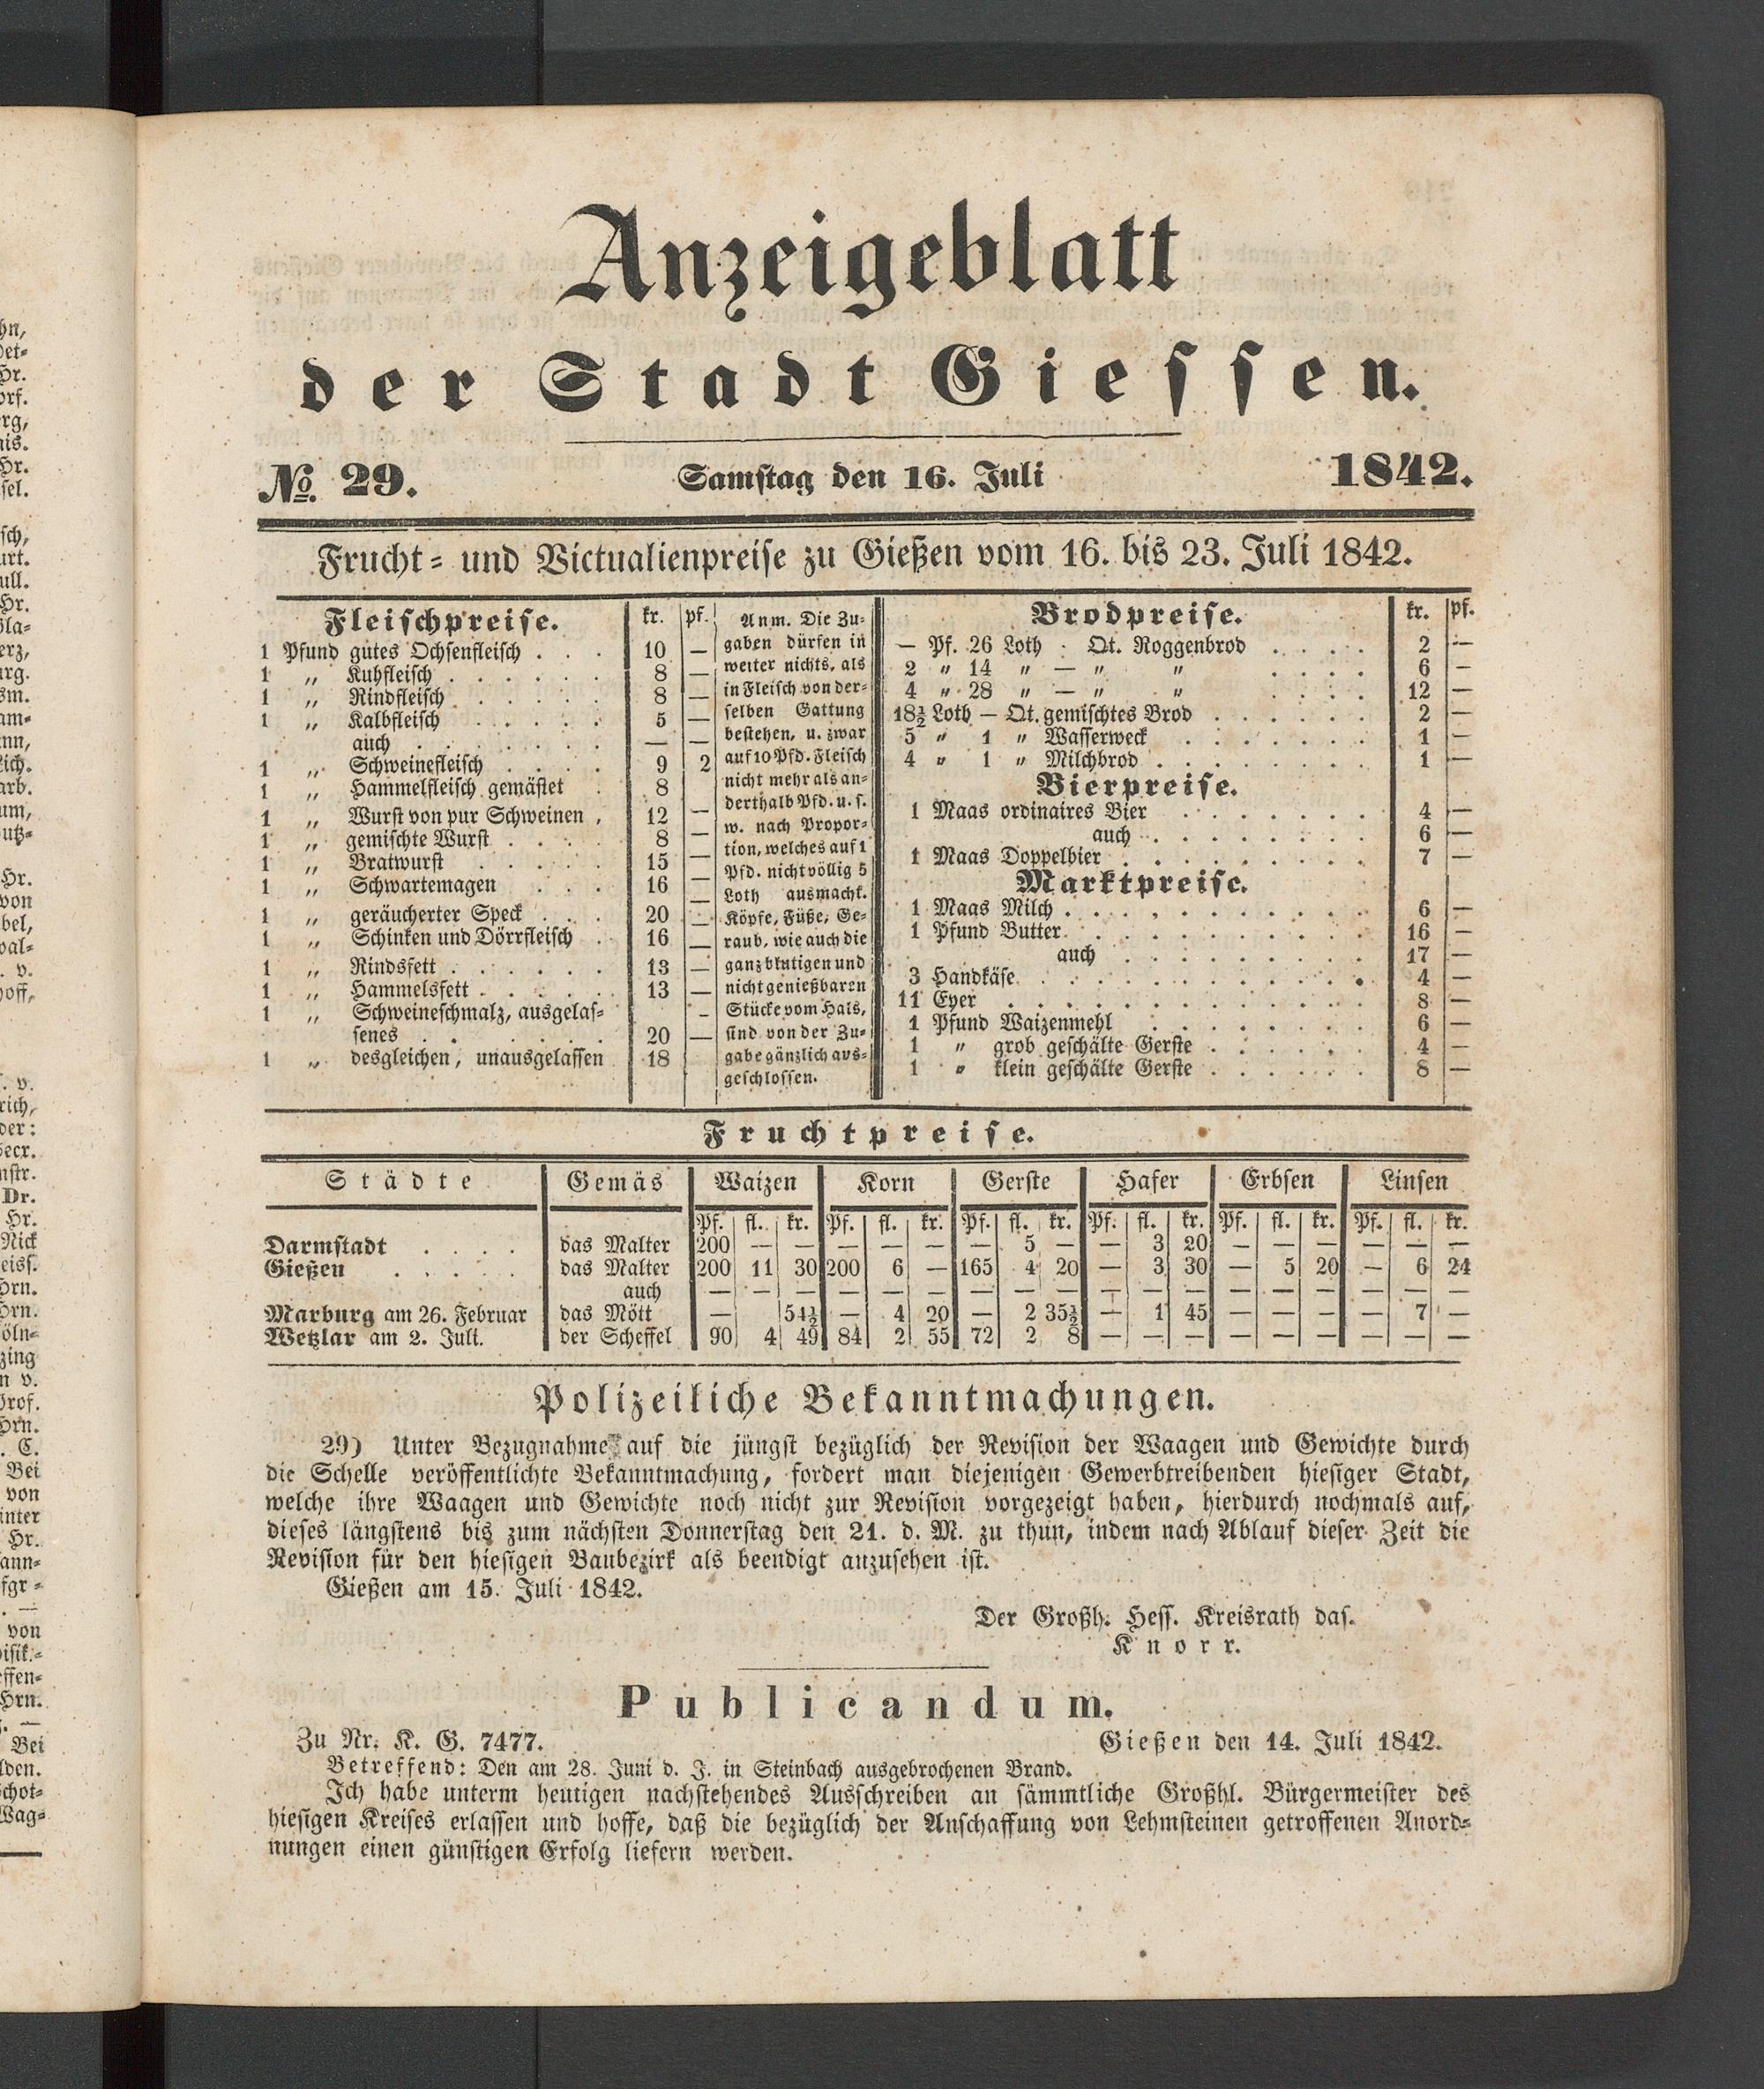 Anzeigeblatt
der Stadt Giessen.
No. 29. Samstag den 16. Juli 1842.
Frucht- und Victualienpreise zu Gießen vom 16. bis 23. Juli 1842.
Fleischpreise. kr. pf.
1 Pfund gutes Ochsenfleisch . . . 10 —
1 „ Kuhfleisch . . . . . . 8 —
1 „ Rindfleisch . . . . . . 8 —
1 „ Kalbfleisch . . . . . 5 —
auch . . . . . . . — —
1 „ Schweinefleisch . . . . 9 2
1 „ Hammelfleisch gemästet . 8
1 „ Wurst von pur Schweinen , 12 —
1 „ gemischte Wurst . . . . 8 —
1 „ Bratwurst . . . . . 15 —
1 „ Schwartemagen . . . 16 —
1 „ geräucherter Speck . . . 20 —
1 „ Schinken und Dörrfleisch . 16 —
1 „ Rindsfett . . . . . . 13 —
1 „ Hammelsfett . . . . . 13 —
1 „ Schweineschmalz, ausgelas-
senes . . . . . . 20 —
1 „ desgleichen, unausgelassen 18
Anm. Die Zu-
gaben dürfen in
weiter nichts, als
in Fleisch von der-
selben Gattung
bestehen, u. zwar
auf 10 Pfd. Fleisch
nicht mehr als an-
derthalb Pfd. u. s.
w. nach Propor-
tion, welches auf 1
Pfd. nicht völlig 5
Loth ausmacht.
Köpfe, Füße, Ge-
raub, wie auch die
ganz blutigen und
nicht genießbaren
Stücke vom Hals,
sind von der Zu-
gabe gänzlich aus-
geschlossen.
Brodpreise. kr. pf.
— Pf. 26 Loth · Qt. Roggenbrod . . . . 2 —
2 „ 14 „ — „ „ . . . . 6 —
4 „ 28 „ — „ „ . . . . 12 —
18½ Loth — Qt. gemischtes Brod . . . . . . 2 —
5 „ 1 „ Wasserweck . . . . . . . 1 —
4 „ 1 „ Milchbrod . . . . . . . . 1 —
Bierpreise.
1 Maas ordinaires Bier . . . . . . . 4 —
auch . . . . . . . . 6 —
1 Maas Doppelbier . . . . . . . . . 7 —
Marktpreise.
1 Maas Milch . . . . . . . . . . . 6 —
1 Pfund Butter . . . . . . . . . . . 16 —
auch . . . . . . . . . 17 —
3 Handkäse . . . . . . . . . . . . 4 —
11 Eyer . . . . . . . . . . . . . 8 —
1 Pfund Waizenmehl . . . . . . . . 6 —
1 „ grob geschälte Gerste . . . . . . 4 —
1 „ klein geschälte Gerste . . . . . . 8 —
Fruchtpreise.
Städte Gemäs Waizen Korn Gerste Hafer Erbsen Linsen
Pf. fl. kr. Pf. fl. kr. Pf. fl. kr. Pf. fl. kr. Pf. fl. kr. Pf. fl. kr.
Darmstadt . . . . das Malter 200 — — — — — — 5 — — 3 20 — — — — — —
Gießen . . . . . das Malter 200 11 30 200 6 — 165 4 20 — 3 30 — 5 20 — 6 24
auch — — — — — — — — — — — — — — — — — —
Marburg am 26. Februar das Mött — 54½ — 4 20 — 2 35½ — 1 45 — — — — 7 —
Wetzlar am 2. Juli. der Scheffel 90 4 49 84 2 55 72 2 8 — — — — — — — — —
Polizeiliche Bekanntmachungen.
29) Unter Bezugnahme auf die jüngst bezüglich der Revision der Waagen und Gewichte durch
die Schelle veröffentlichte Bekanntmachung, fordert man diejenigen Gewerbtreibenden hiesiger Stadt,
welche ihre Waagen und Gewichte noch nicht zur Revision vorgezeigt haben, hierdurch nochmals auf,
dieses längstens bis zum nächsten Donnerstag den 21. d. M. zu thun, indem nach Ablauf dieser Zeit die
Revision für den hiesigen Baubezirk als beendigt anzusehen ist.
Gießen am 15. Juli 1842.
Der Großh. Hess. Kreisrath das.
Knorr.
Publicandum.
Zu Nr. K. G. 7477. Gießen den 14. Juli 1842.
Betreffend: Den am 28. Juni d. J. in Steinbach ausgebrochenen Brand.
Ich habe unterm heutigen nachstehendes Ausschreiben an sämmtliche Großhl. Bürgermeister des
hiesigen Kreises erlassen und hoffe, daß die bezüglich der Anschaffung von Lehmsteinen getroffenen Anord-
nungen einen günstigen Erfolg liefern werden.